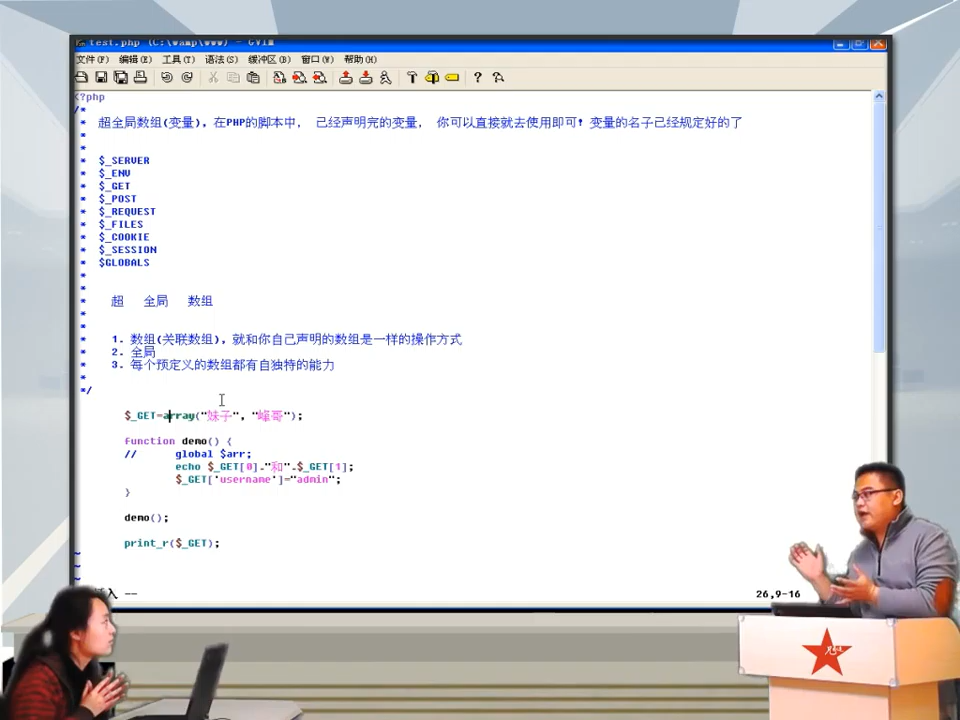 test.php (C:\wamp\www) - GVIM
文件(F) 编辑(E) 工具(T) 语法(S) 缓冲区(B) 窗口(W) 帮助(H)
<?php
/*
* 超全局数组(变量), 在PHP的脚本中, 已经声明完的变量, 你可以直接就去使用即可! 变量的名子已经规定好的了
*
*
* $_SERVER
* $_ENV
* $_GET
* $_POST
* $_REQUEST
* $_FILES
* $_COOKIE
* $_SESSION
* $GLOBALS
*
*
* 超 全局 数组
*
*
* 1. 数组(关联数组), 就和你自己声明的数组是一样的操作方式
* 2. 全局
* 3. 每个预定义的数组都有自独特的能力
*
*/
$_GET=array("妹子", "峰哥");
function demo() {
// global $arr;
echo $_GET[0]."和".$_GET[1];
$_GET['username']="admin";
}
demo();
print_r($_GET);
~
~
~
入 --
26,9-16